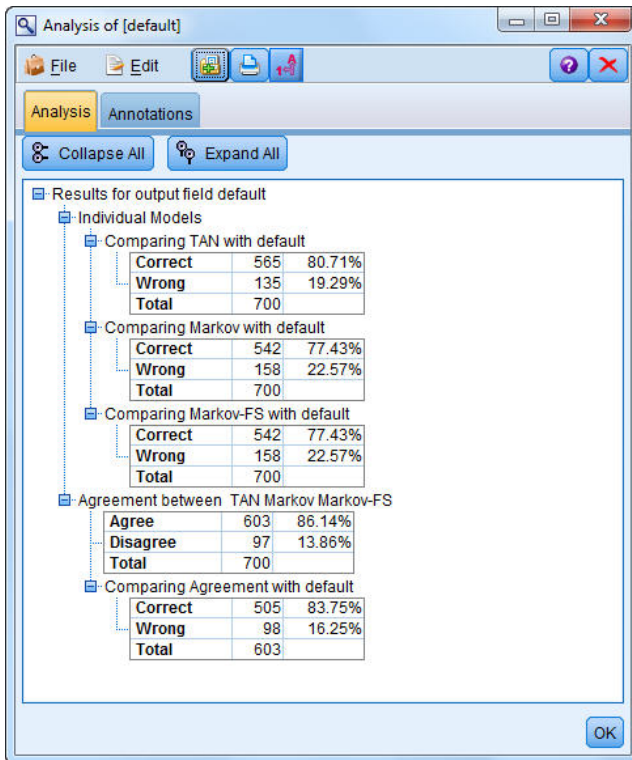 Analysis of [default]
File Edit
Analysis Annotations
Collapse All Expand All
Results for output field default
Individual Models
Comparing TAN with default
Correct 565 80.71%
Wrong 135 19.29%
Total 700
Comparing Markov with default
Correct 542 77.43%
Wrong 158 22.57%
Total 700
Comparing Markov-FS with default
Correct 542 77.43%
Wrong 158 22.57%
Total 700
Agreement between TAN Markov Markov-FS
Agree 603 86.14%
Disagree 97 13.86%
Total 700
Comparing Agreement with default
Correct 505 83.75%
Wrong 98 16.25%
Total 603
OK